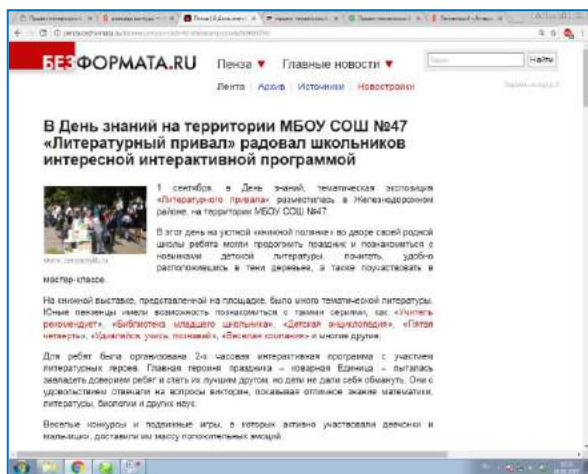 БЕЗФОРМАТА.RU
Пенза ▼ Главные новости ▼
Найти
Лента | Архив | Источники | Новостройки
В День знаний на территории МБОУ СОШ №47
«Литературный привал» радовал школьников
интересной интерактивной программой
1 сентября, в День знаний, тематическая экспозиция
«Литературного привала» разместилась в Железнодорожном
районе, на территории МБОУ СОШ №47.
В этот день на уютной «книжной полянке» во дворе своей родной
школы ребята могли продолжить праздник и познакомиться с
новинками детской литературы, почитать, удобно
расположившись в тени деревьев, а также поучаствовать в
мастер-классе.
На книжной выставке, представленной на площадке, было много тематической литературы.
Юные пензенцы имели возможность познакомиться с такими сериями, как «Учитель
рекомендует», «Библиотека младшего школьника», «Детская энциклопедия», «Пятая
четверть», «Удивляйся, учись, познавай», «Веселая компания» и многие другие.
Для ребят была организована 2-х часовая интерактивная программа с участием
литературных героев. Главная героиня праздника – коварная Единица – пыталась
завладеть доверием ребят и стать их лучшим другом, но дети не дали себя обмануть. Они с
удовольствием отвечали на вопросы викторин, показывая отличное знание математики,
литературы, биологии и других наук.
Веселые конкурсы и подвижные игры, в которых активно участвовали девчонки и
мальчишки, доставили им массу положительных эмоций.